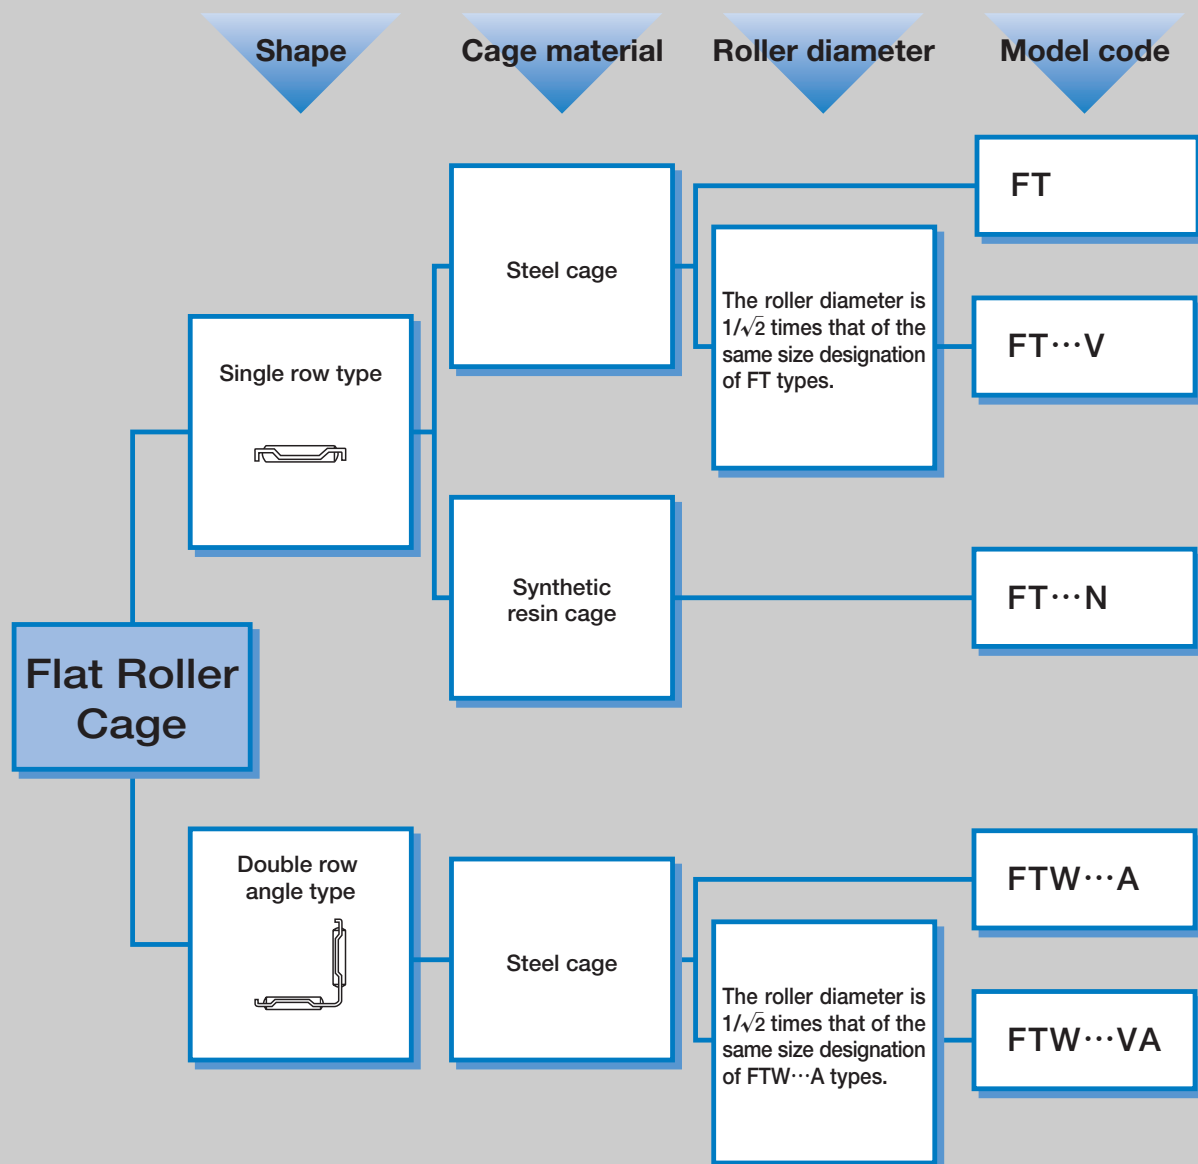 Shape
Cage material
Roller diameter
Model code
Flat Roller
Cage
Single row type
Steel cage
FT
The roller diameter is
1/√2 times that of the
same size designation
of FT types.
FT···V
Synthetic
resin cage
FT···N
Double row
angle type
Steel cage
FTW···A
The roller diameter is
1/√2 times that of the
same size designation
of FTW···A types.
FTW···VA